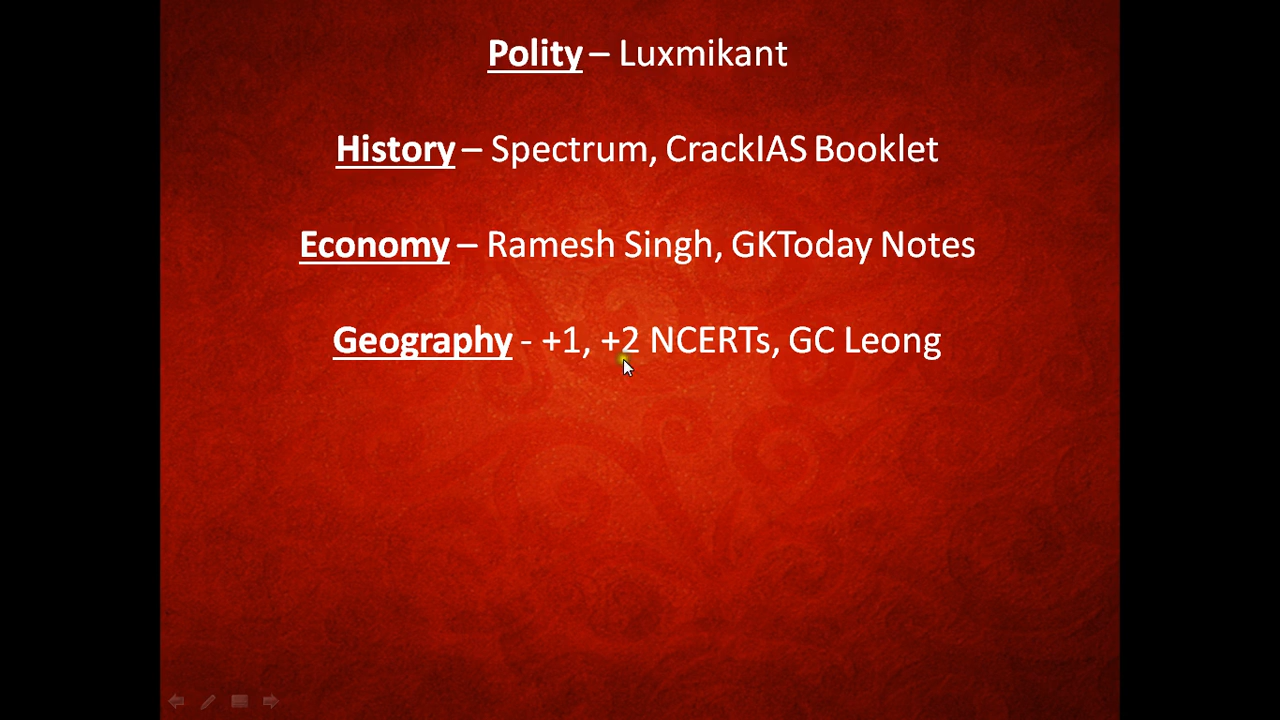 Polity – Luxmikant
History – Spectrum, CrackIAS Booklet
Economy – Ramesh Singh, GKToday Notes
Geography - +1, +2 NCERTs, GC Leong